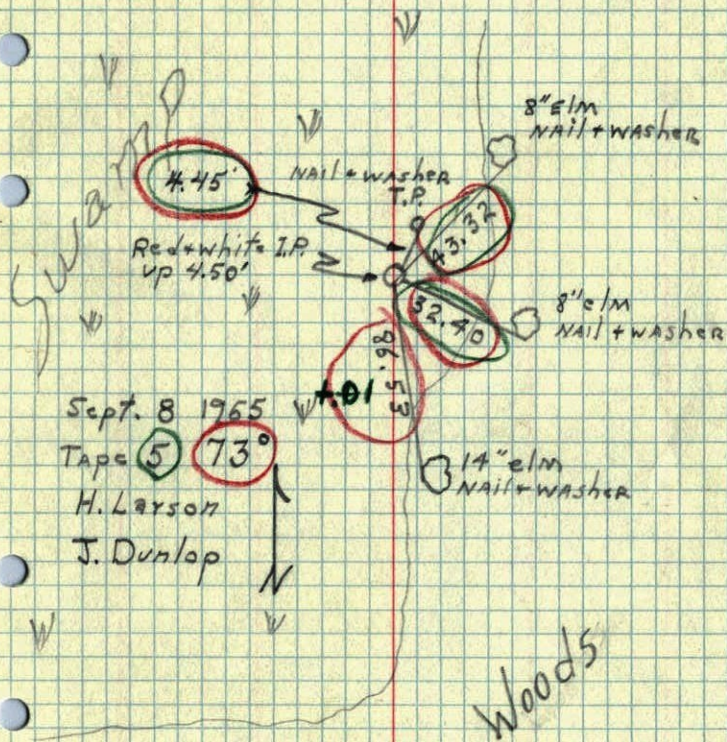 Swamp
8" Elm
NAil + WASher
4.45'
NAil + WASher
T.P.
43.32
Red + white I.P.
up 4.50'
32.40
8" elm
NAil + WASher
86.53
+.01
Sept. 8 1965
TApe 5 73°
14" elm
NAil + WASher
H. Larson
J. Dunlop
N
Woods